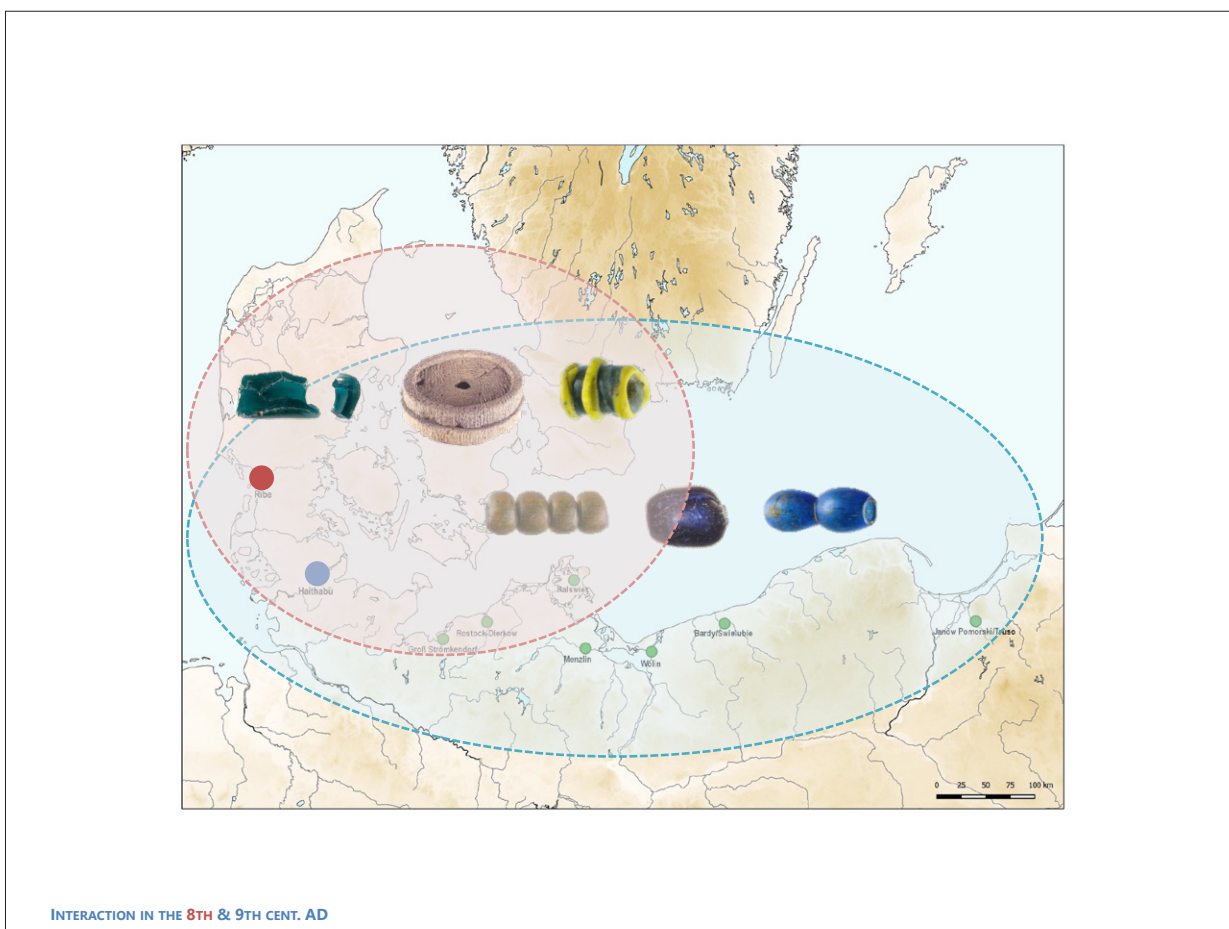 Ribe
Haithabu
Ralswiek
Rostock-Dierkow
Groß Strömkendorf
Menzlin
Wolin
Bardy/Swielubie
Janów Pomorski/Truso
0 25 50 75 100 km
INTERACTION IN THE 8TH & 9TH CENT. AD